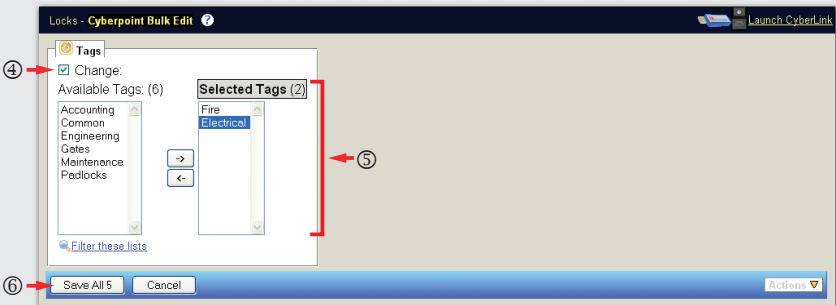 Locks - Cyberpoint Bulk Edit ?
Launch CyberLink
Tags
④ Change:
Available Tags: (6) Selected Tags (2)
Accounting
Common
Engineering
Gates
Maintenance
Padlocks
->
<-
Fire
Electrical
⑤
Filter these lists
⑥ Save All 5 Cancel Actions